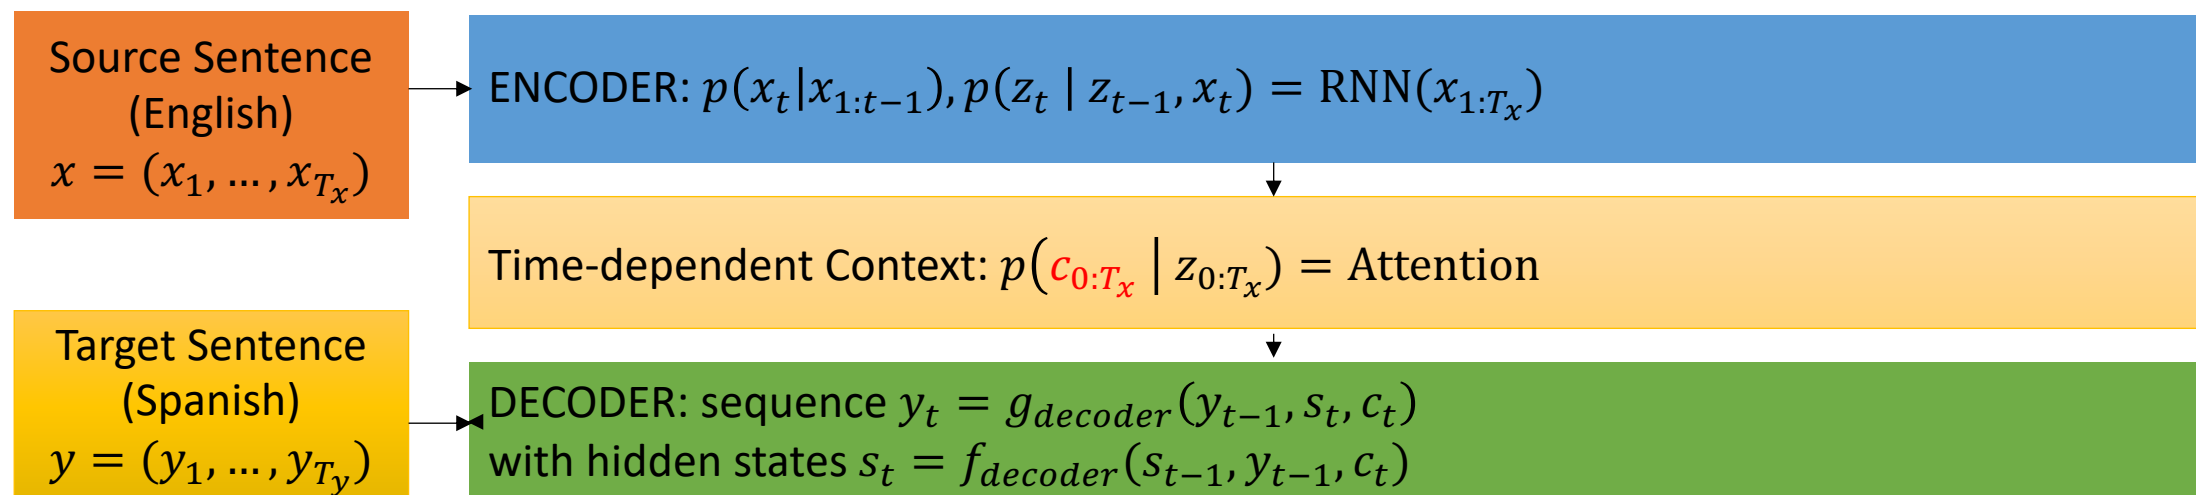 Source Sentence
(English)
x = (x_1, … , x_{T_x})
ENCODER: p(x_t|x_{1:t−1}), p(z_t | z_{t−1}, x_t) = RNN(x_{1:T_x})
Time-dependent Context: p(c_{0:T_x} | z_{0:T_x}) = Attention
Target Sentence
(Spanish)
y = (y_1, … , y_{T_y})
DECODER: sequence y_t = g_{decoder}(y_{t−1}, s_t, c_t)
with hidden states s_t = f_{decoder}(s_{t−1}, y_{t−1}, c_t)